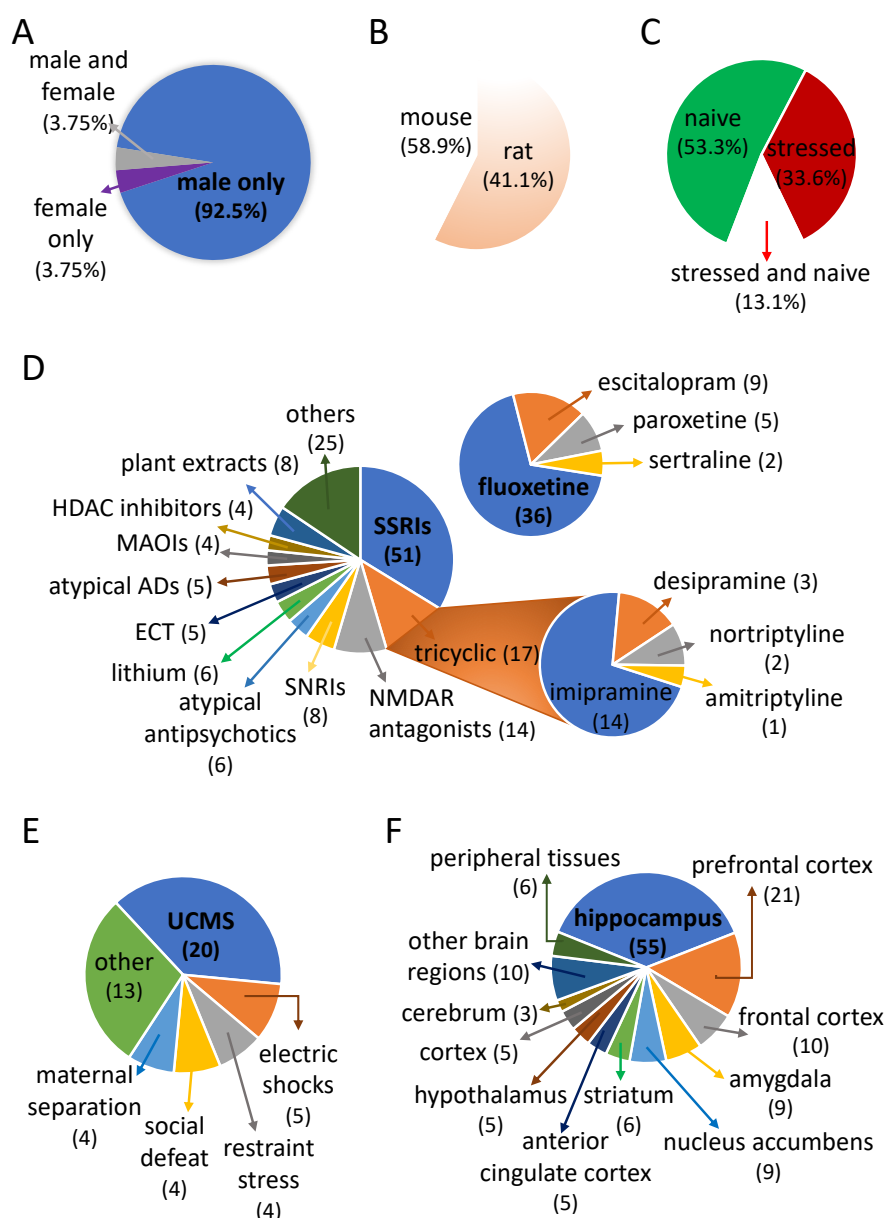 A
male and
female
(3.75%)
male only
(92.5%)
female
only
(3.75%)
B
mouse
(58.9%)
rat
(41.1%)
C
naive
(53.3%)
stressed
(33.6%)
stressed and naive
(13.1%)
D
others
(25)
plant extracts (8)
HDAC inhibitors (4)
MAOIs (4)
atypical ADs (5)
ECT (5)
lithium (6)
atypical
antipsychotics
(6)
SNRIs
(8)
NMDAR
antagonists (14)
tricyclic (17)
SSRIs
(51)
escitalopram (9)
paroxetine (5)
sertraline (2)
fluoxetine
(36)
desipramine (3)
nortriptyline
(2)
amitriptyline
(1)
imipramine
(14)
E
UCMS
(20)
other
(13)
maternal
separation
(4)
social
defeat
(4)
restraint
stress
(4)
electric
shocks
(5)
F
peripheral tissues
(6)
hippocampus
(55)
prefrontal cortex
(21)
other brain
regions (10)
cerebrum (3)
cortex (5)
hypothalamus
(5)
anterior
cingulate cortex
(5)
striatum
(6)
nucleus accumbens
(9)
amygdala
(9)
frontal cortex
(10)